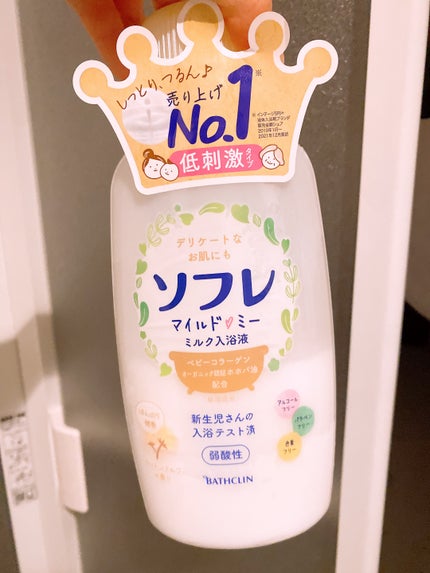 しっとり、つるん♪
売り上げ
No.1※
低刺激タイプ
デリケートな
お肌にも
ソフレ
マイルド♡ミー
ミルク入浴液
ベビーコラーゲン
オーガニック認証ホホバ油
配合
新生児さんの
入浴テスト済
弱酸性
アルコール
フリー
パラベン
フリー
色素
フリー
BATHCLIN